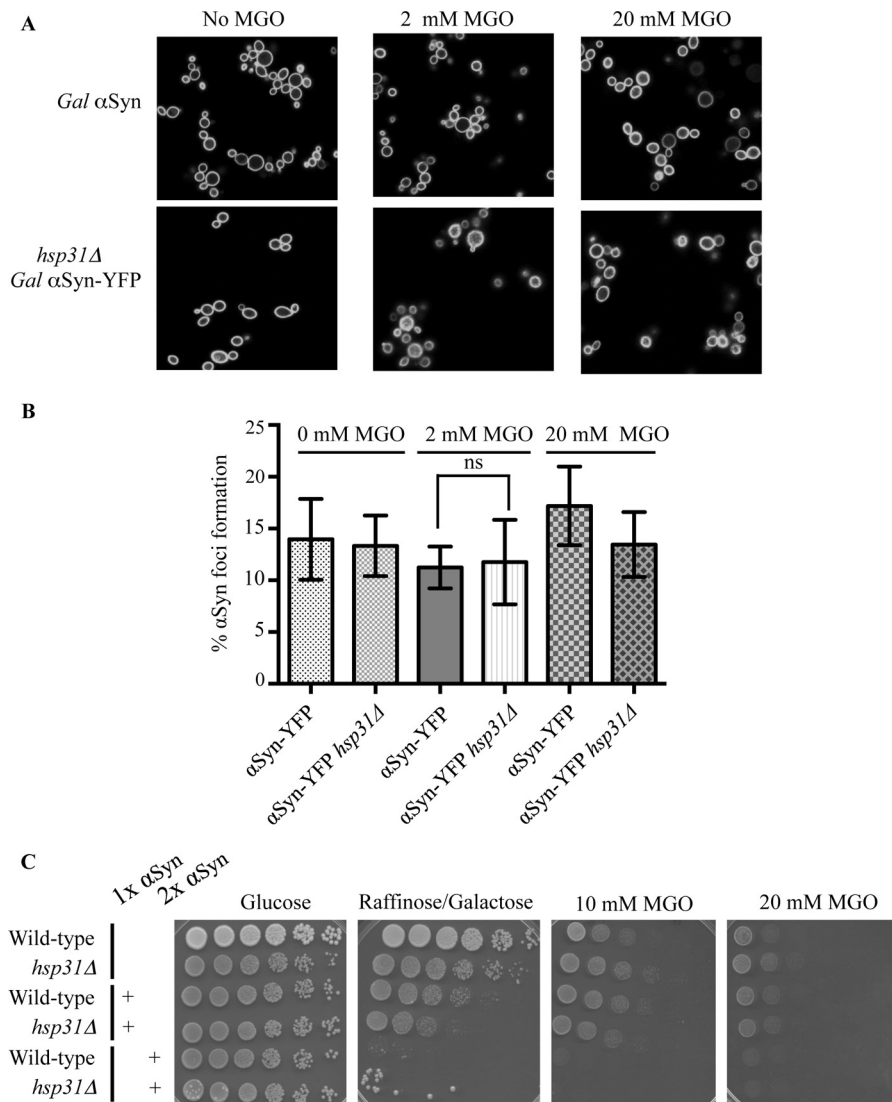 A
No MGO
2 mM MGO
20 mM MGO
Gal αSyn
hsp31Δ
Gal αSyn-YFP
B
% αSyn foci formation
25
20
15
10
5
0
0 mM MGO
2 mM MGO
20 mM MGO
ns
αSyn-YFP
αSyn-YFP hsp31Δ
αSyn-YFP
αSyn-YFP hsp31Δ
αSyn-YFP
αSyn-YFP hsp31Δ
C
1x αSyn
2x αSyn
Glucose
Raffinose/Galactose
10 mM MGO
20 mM MGO
Wild-type
hsp31Δ
Wild-type +
hsp31Δ +
Wild-type +
hsp31Δ +